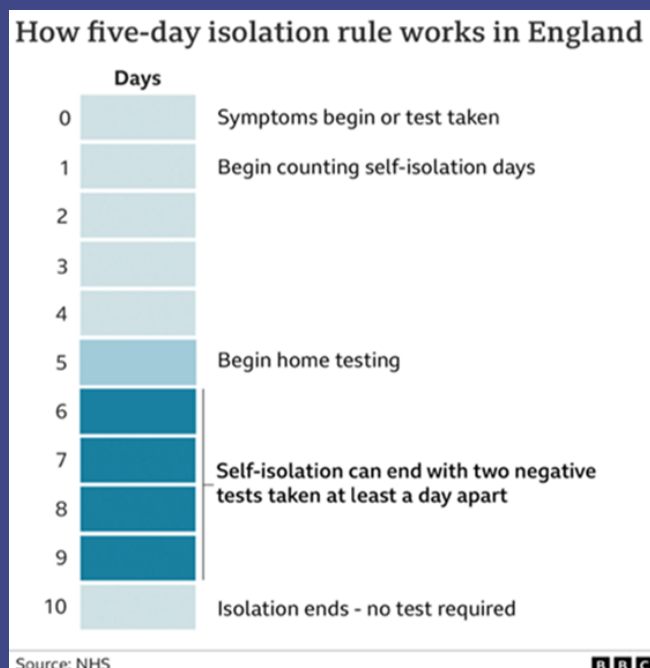 How five-day isolation rule works in England
Days
0 Symptoms begin or test taken
1 Begin counting self-isolation days
2
3
4
5 Begin home testing
6
7
Self-isolation can end with two negative
tests taken at least a day apart
8
9
10 Isolation ends - no test required
Source: NHS
BBC